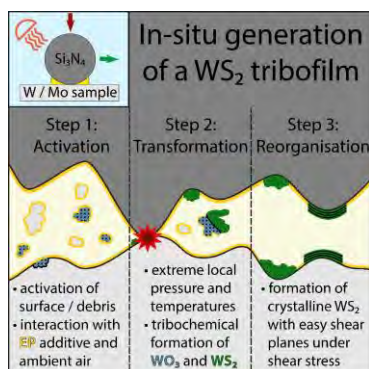 Si₃N₄
W / Mo sample
In-situ generation
of a WS₂ tribofilm
Step 1:
Activation
• activation of
surface / debris
• interaction with
EP additive and
ambient air
Step 2:
Transformation
• extreme local
pressure and
temperatures
• tribochemical
formation of
WO₃ and WS₂
Step 3:
Reorganisation
• formation of
crystalline WS₂
with easy shear
planes under
shear stress